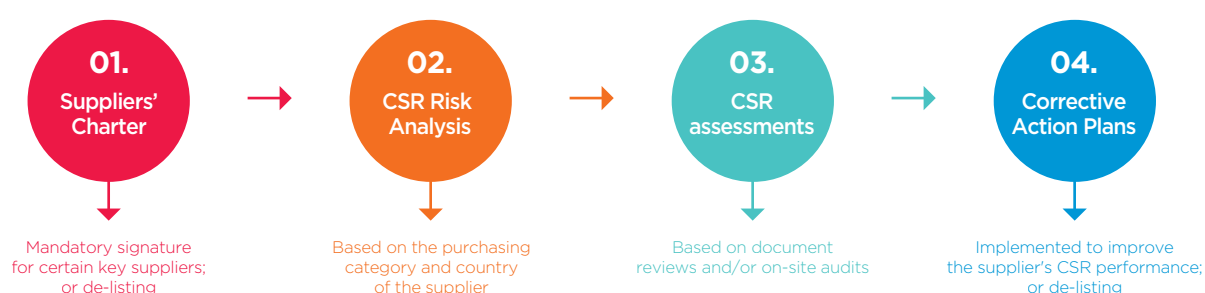 01.
Suppliers'
Charter
02.
CSR Risk
Analysis
03.
CSR
assessments
04.
Corrective
Action Plans
Mandatory signature
for certain key suppliers;
or de-listing
Based on the purchasing
category and country
of the supplier
Based on document
reviews and/or on-site audits
Implemented to improve
the supplier's CSR performance;
or de-listing